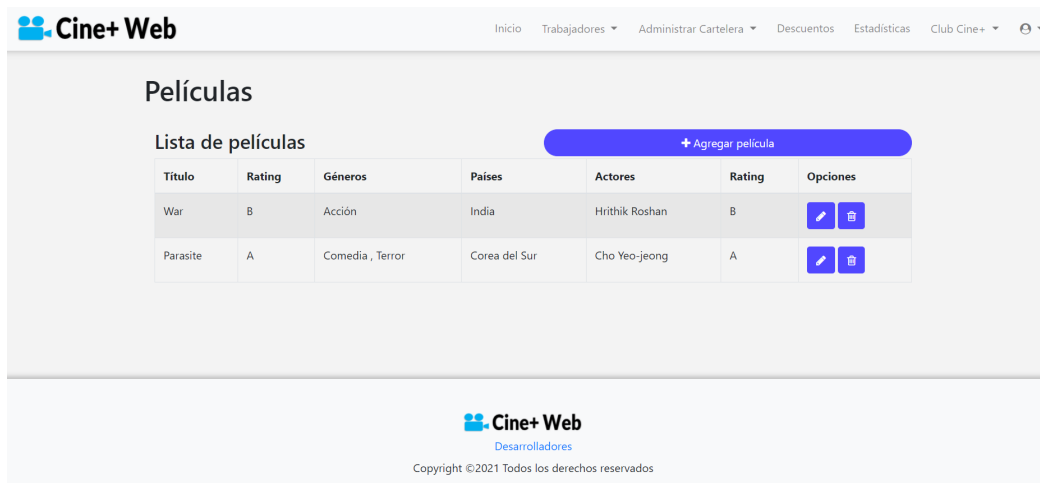 Cine+ Web
Inicio Trabajadores Administrar Cartelera Descuentos Estadísticas Club Cine+
Películas
Lista de películas
Agregar película
Título Rating Géneros Países Actores Rating Opciones
War B Acción India Hrithik Roshan B
Parasite A Comedia , Terror Corea del Sur Cho Yeo-jeong A
Cine+ Web
Desarrolladores
Copyright ©2021 Todos los derechos reservados